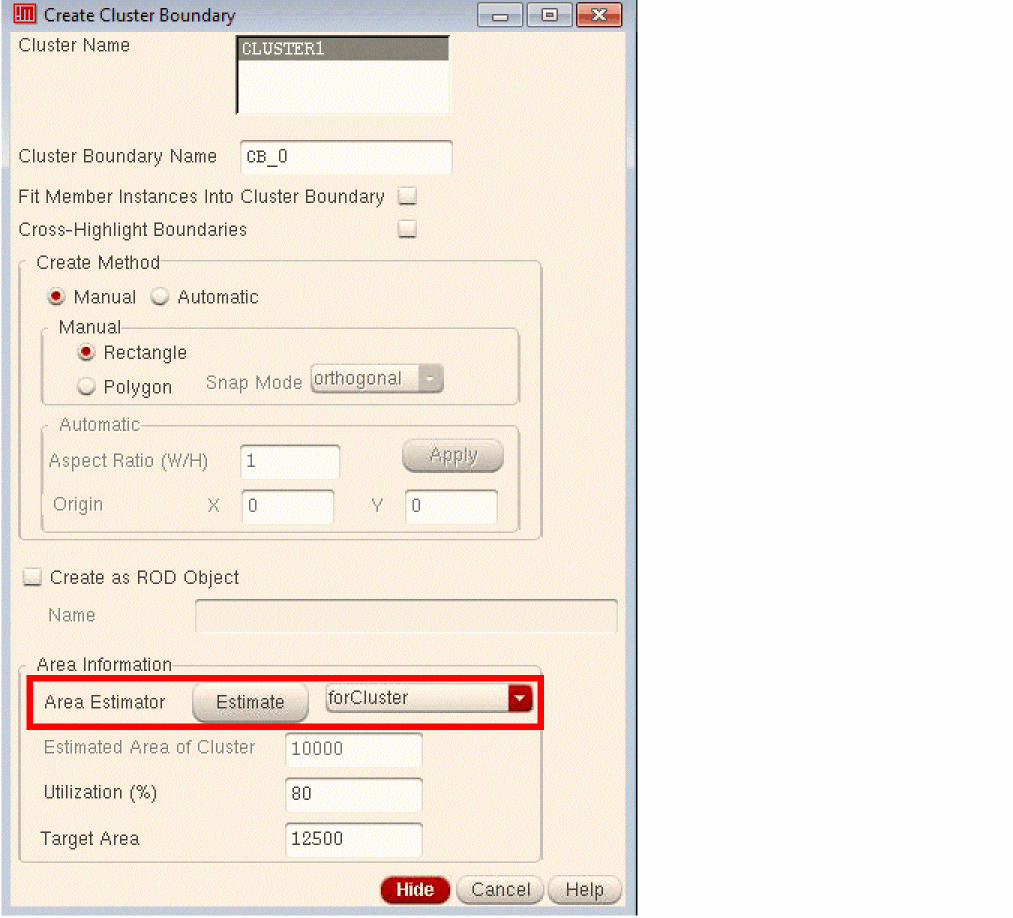 Create Cluster Boundary
Cluster Name
CLUSTER1
Cluster Boundary Name CB_0
Fit Member Instances Into Cluster Boundary
Cross-Highlight Boundaries
Create Method
Manual Automatic
Manual
Rectangle
Polygon Snap Mode orthogonal
Automatic
Aspect Ratio (W/H) 1 Apply
Origin X 0 Y 0
Create as ROD Object
Name
Area Information
Area Estimator Estimate forCluster
Estimated Area of Cluster 10000
Utilization (%) 80
Target Area 12500
Hide Cancel Help